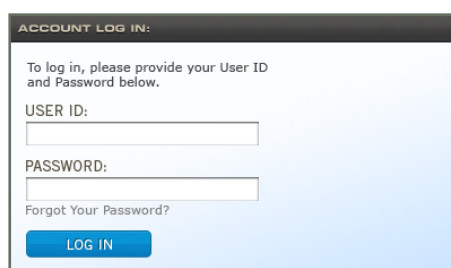 ACCOUNT LOG IN:
To log in, please provide your User ID
and Password below.
USER ID:
PASSWORD:
Forgot Your Password?
LOG IN